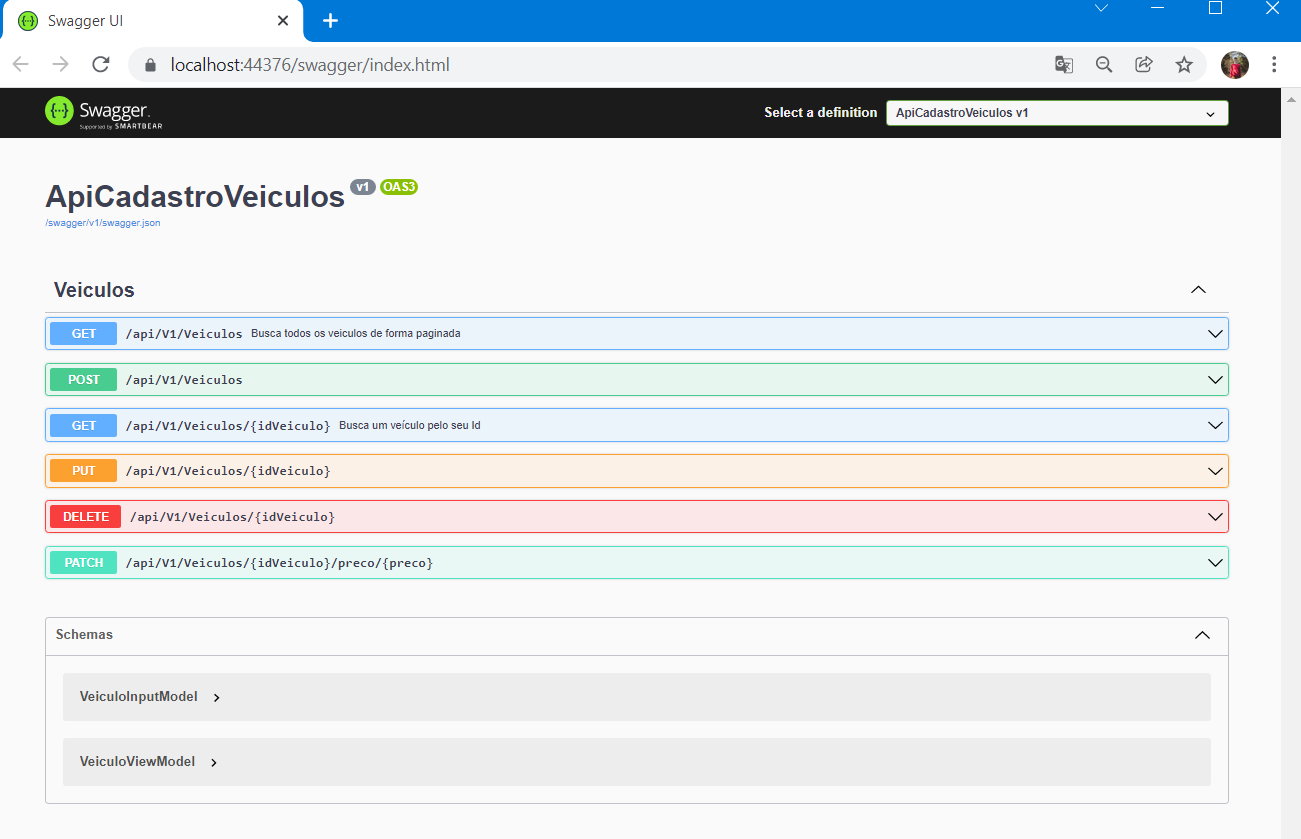 Swagger UI
localhost:44376/swagger/index.html
Swagger.
Supported by SMARTBEAR
Select a definition
ApiCadastroVeiculos v1
ApiCadastroVeiculos v1 OAS3
/swagger/v1/swagger.json
Veiculos
GET /api/V1/Veiculos Busca todos os veiculos de forma paginada
POST /api/V1/Veiculos
GET /api/V1/Veiculos/{idVeiculo} Busca um veículo pelo seu Id
PUT /api/V1/Veiculos/{idVeiculo}
DELETE /api/V1/Veiculos/{idVeiculo}
PATCH /api/V1/Veiculos/{idVeiculo}/preco/{preco}
Schemas
VeiculoInputModel
VeiculoViewModel